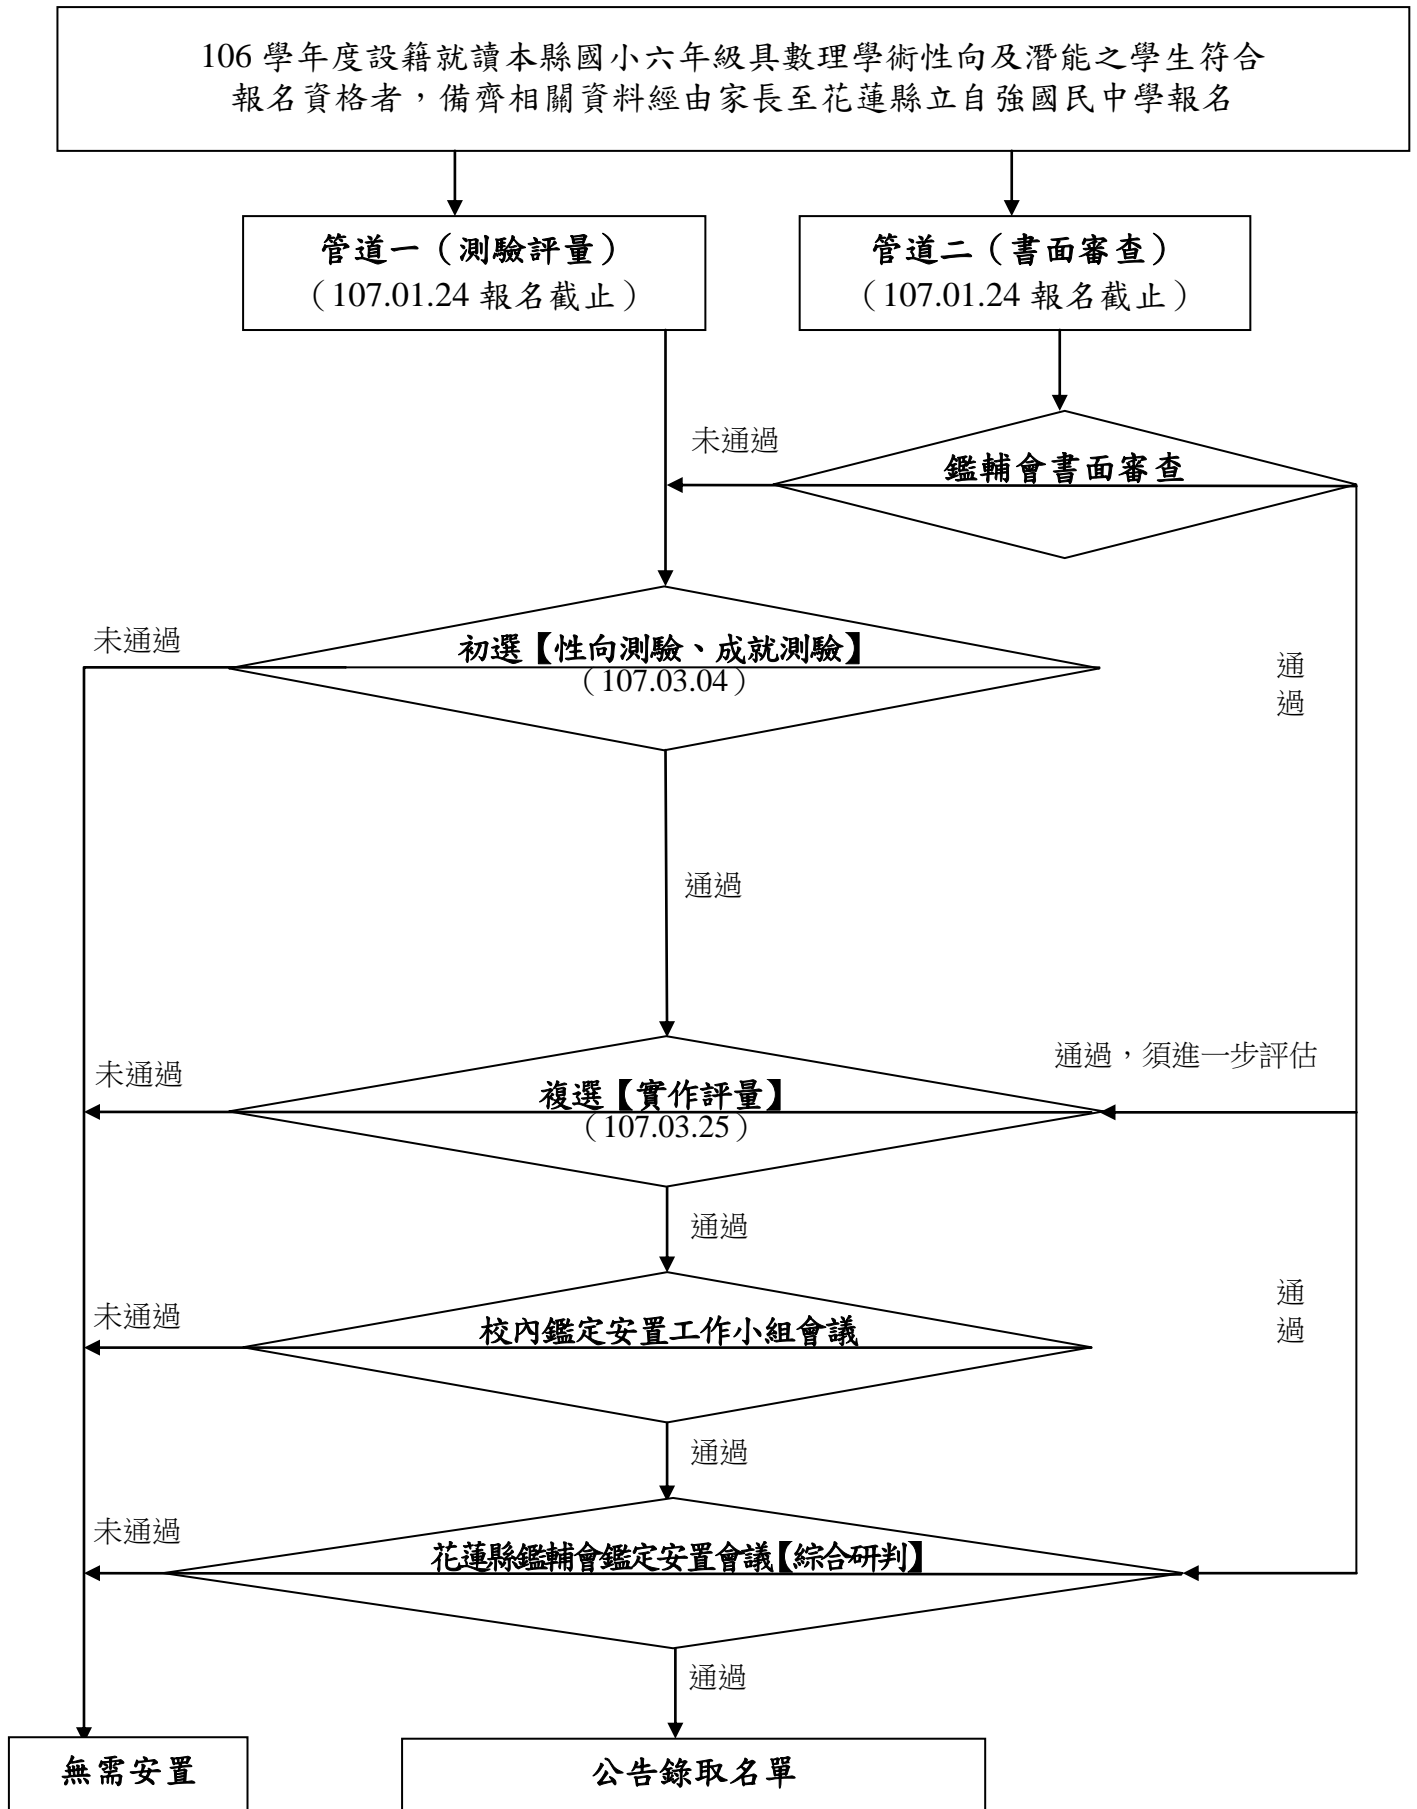 106 學年度設籍就讀本縣國小六年級具數理學術性向及潛能之學生符合
報名資格者，備齊相關資料經由家長至花蓮縣立自強國民中學報名
管道一（測驗評量）
（107.01.24 報名截止）
管道二（書面審查）
（107.01.24 報名截止）
未通過
鑑輔會書面審查
未通過
初選【性向測驗、成就測驗】
（107.03.04）
通
過
通過
通過，須進一步評估
未通過
複選【實作評量】
（107.03.25）
通過
未通過
校內鑑定安置工作小組會議
通
過
通過
未通過
花蓮縣鑑輔會鑑定安置會議【綜合研判】
通過
無需安置
公告錄取名單